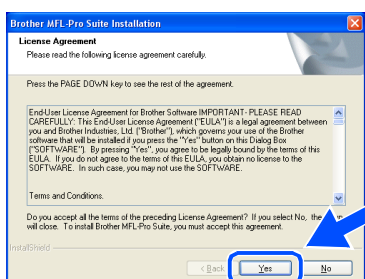 Brother MFL-Pro Suite Installation
License Agreement
Please read the following license agreement carefully.
Press the PAGE DOWN key to see the rest of the agreement.
End-User License Agreement for Brother Software IMPORTANT- PLEASE READ
CAREFULLY: This End-User License Agreement ("EULA") is a legal agreement between
you and Brother Industries, Ltd. ("Brother"), which governs your use of the Brother
software that will be installed if you press the "Yes" button on this Dialog Box
("SOFTWARE"). By pressing "Yes", you agree to be legally bound by the terms of this
EULA. If you do not agree to the terms of this EULA, you obtain no license to the
SOFTWARE. In such case, you may not use the SOFTWARE.
Terms and Conditions.
Do you accept all the terms of the preceding License Agreement? If you select No, the
will close. To install Brother MFL-Pro Suite, you must accept this agreement.
InstallShield
< Back
Yes
No